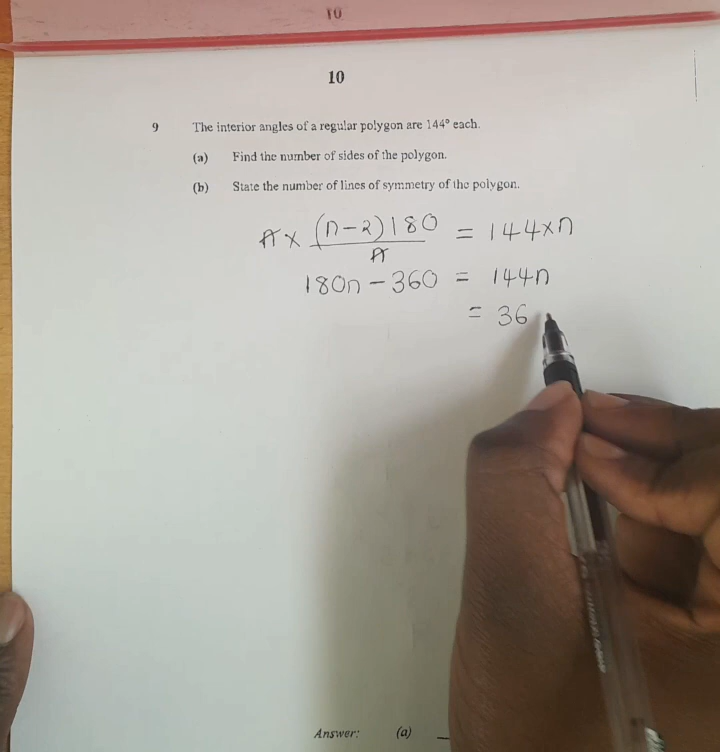 10
10
9 The interior angles of a regular polygon are 144° each.
(a) Find the number of sides of the polygon.
(b) State the number of lines of symmetry of the polygon.
n × (n-2)180 / n = 144×n
180n - 360 = 144n
= 36
Answer: (a)